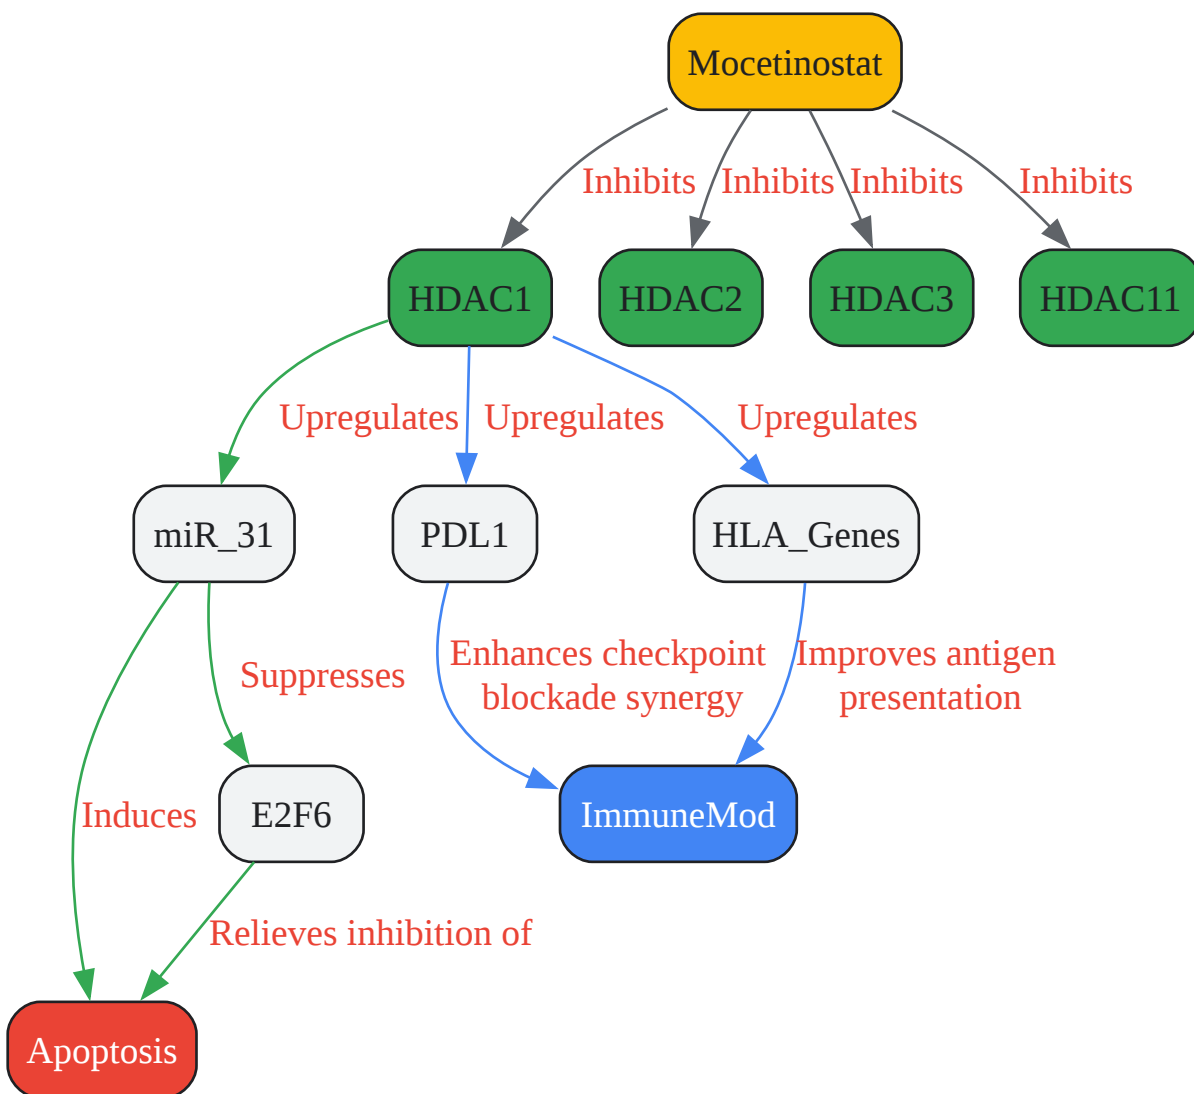 Mocetinostat
Inhibits
Inhibits
Inhibits
Inhibits
HDAC1
HDAC2
HDAC3
HDAC11
Upregulates
Upregulates
Upregulates
miR_31
PDL1
HLA_Genes
Suppresses
Enhances checkpoint
blockade synergy
Improves antigen
presentation
Induces
E2F6
ImmuneMod
Relieves inhibition of
Apoptosis